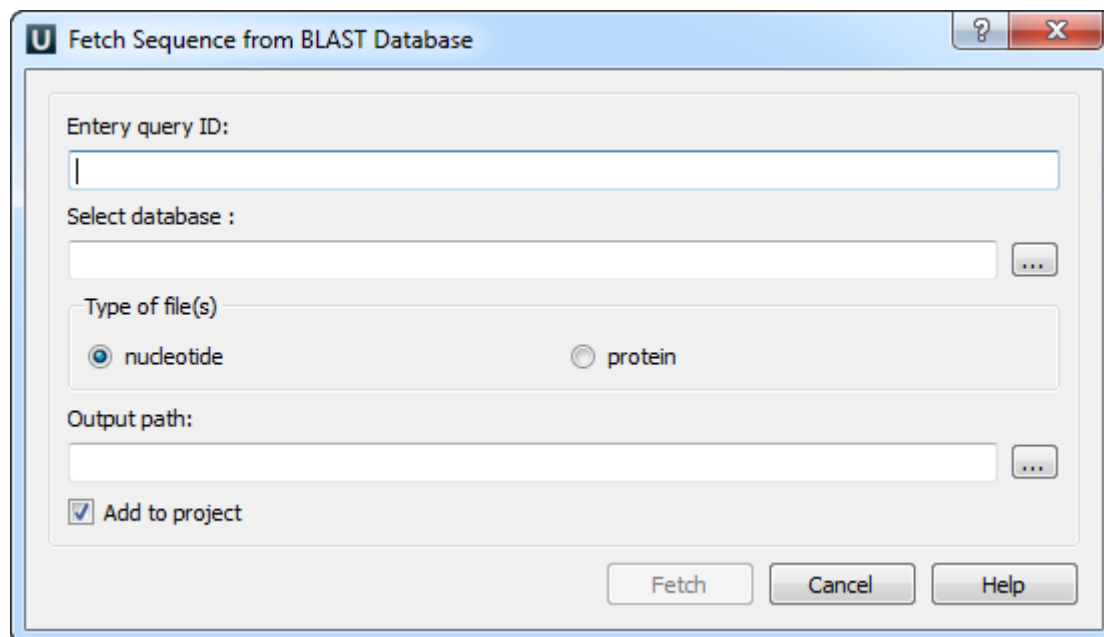 U Fetch Sequence from BLAST Database
? X
Entery query ID:
Select database :
...
Type of file(s)
nucleotide protein
Output path:
...
Add to project
Fetch Cancel Help